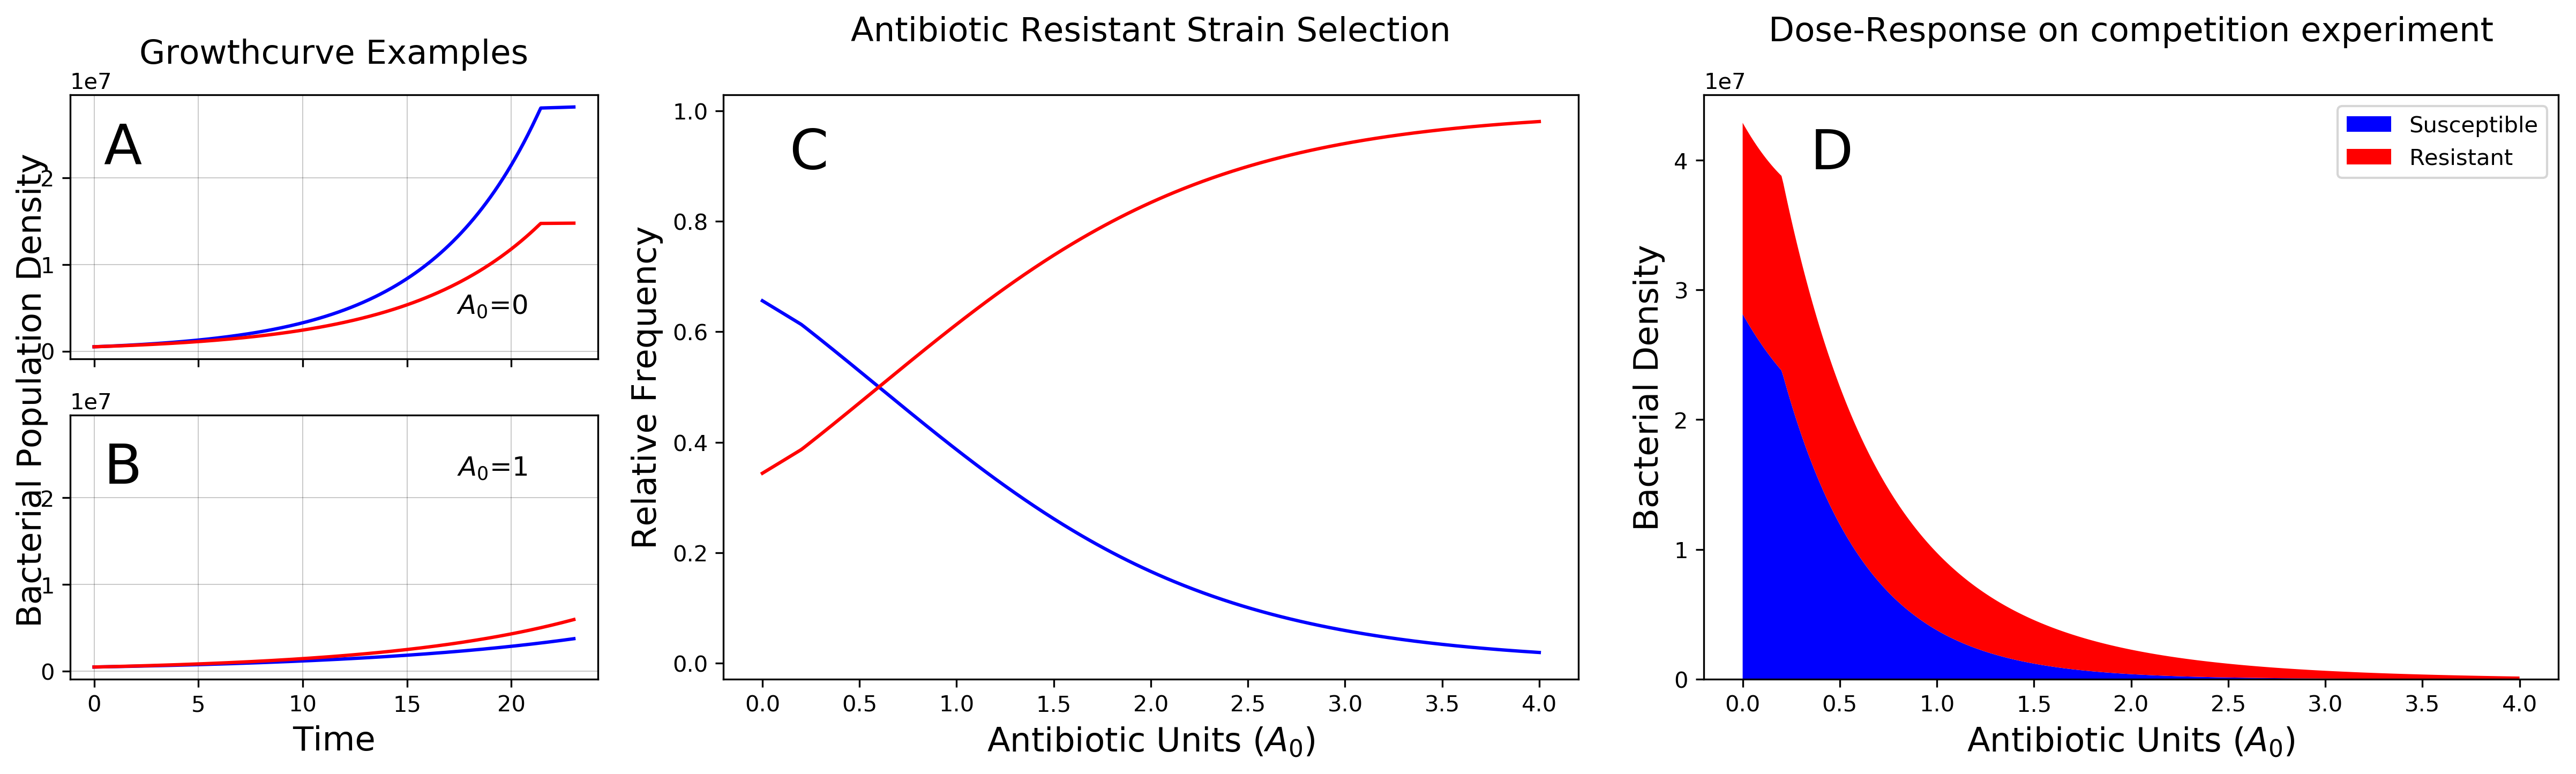 Growthcurve Examples
1e7
A
A₀=0
2
1
0
Bacterial Population Density
1e7
B
A₀=1
2
1
0
0 5 10 15 20
Time
Antibiotic Resistant Strain Selection
C
1.0
0.8
0.6
0.4
0.2
0.0
Relative Frequency
0.0 0.5 1.0 1.5 2.0 2.5 3.0 3.5 4.0
Antibiotic Units (A₀)
Dose-Response on competition experiment
1e7
D
Susceptible
Resistant
4
3
2
1
0
Bacterial Density
0.0 0.5 1.0 1.5 2.0 2.5 3.0 3.5 4.0
Antibiotic Units (A₀)